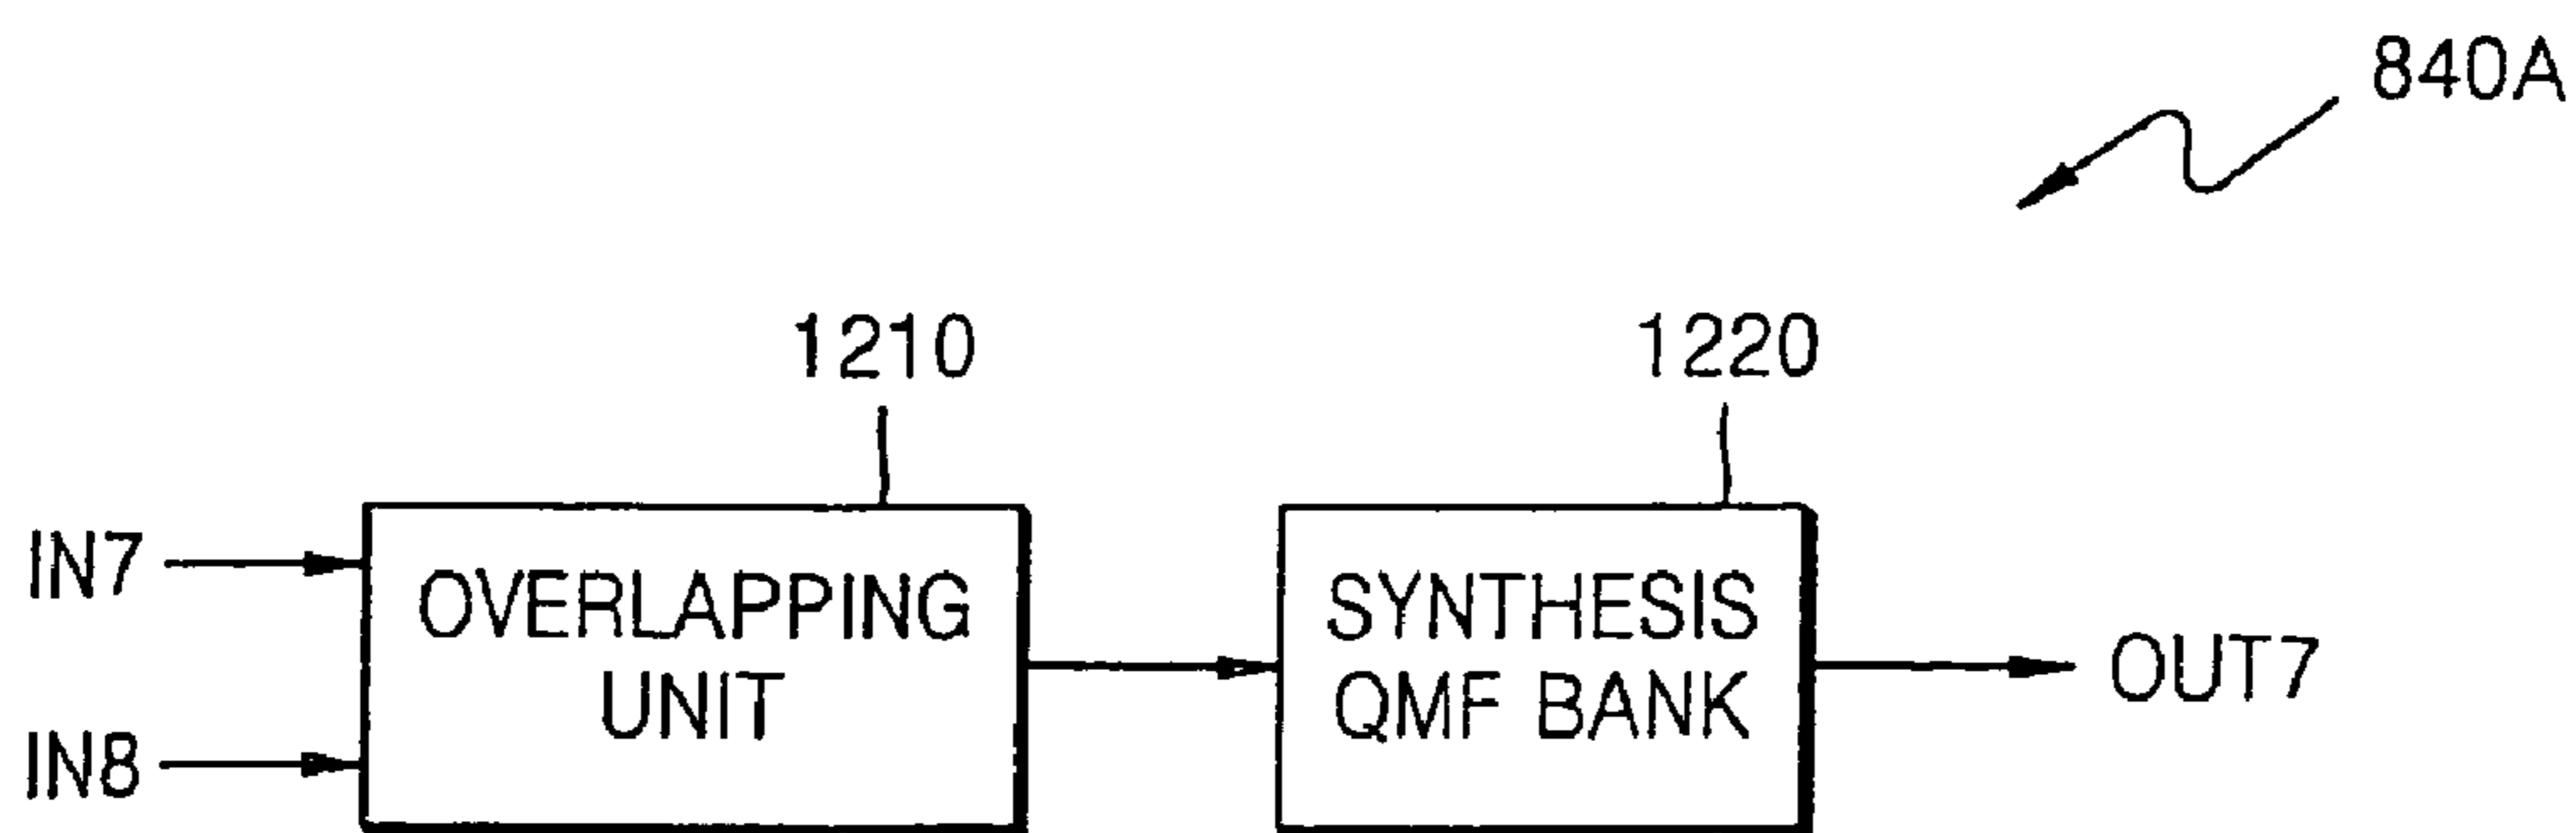 840A
1210
1220
IN7
OVERLAPPING
UNIT
IN8
SYNTHESIS
QMF BANK
OUT7